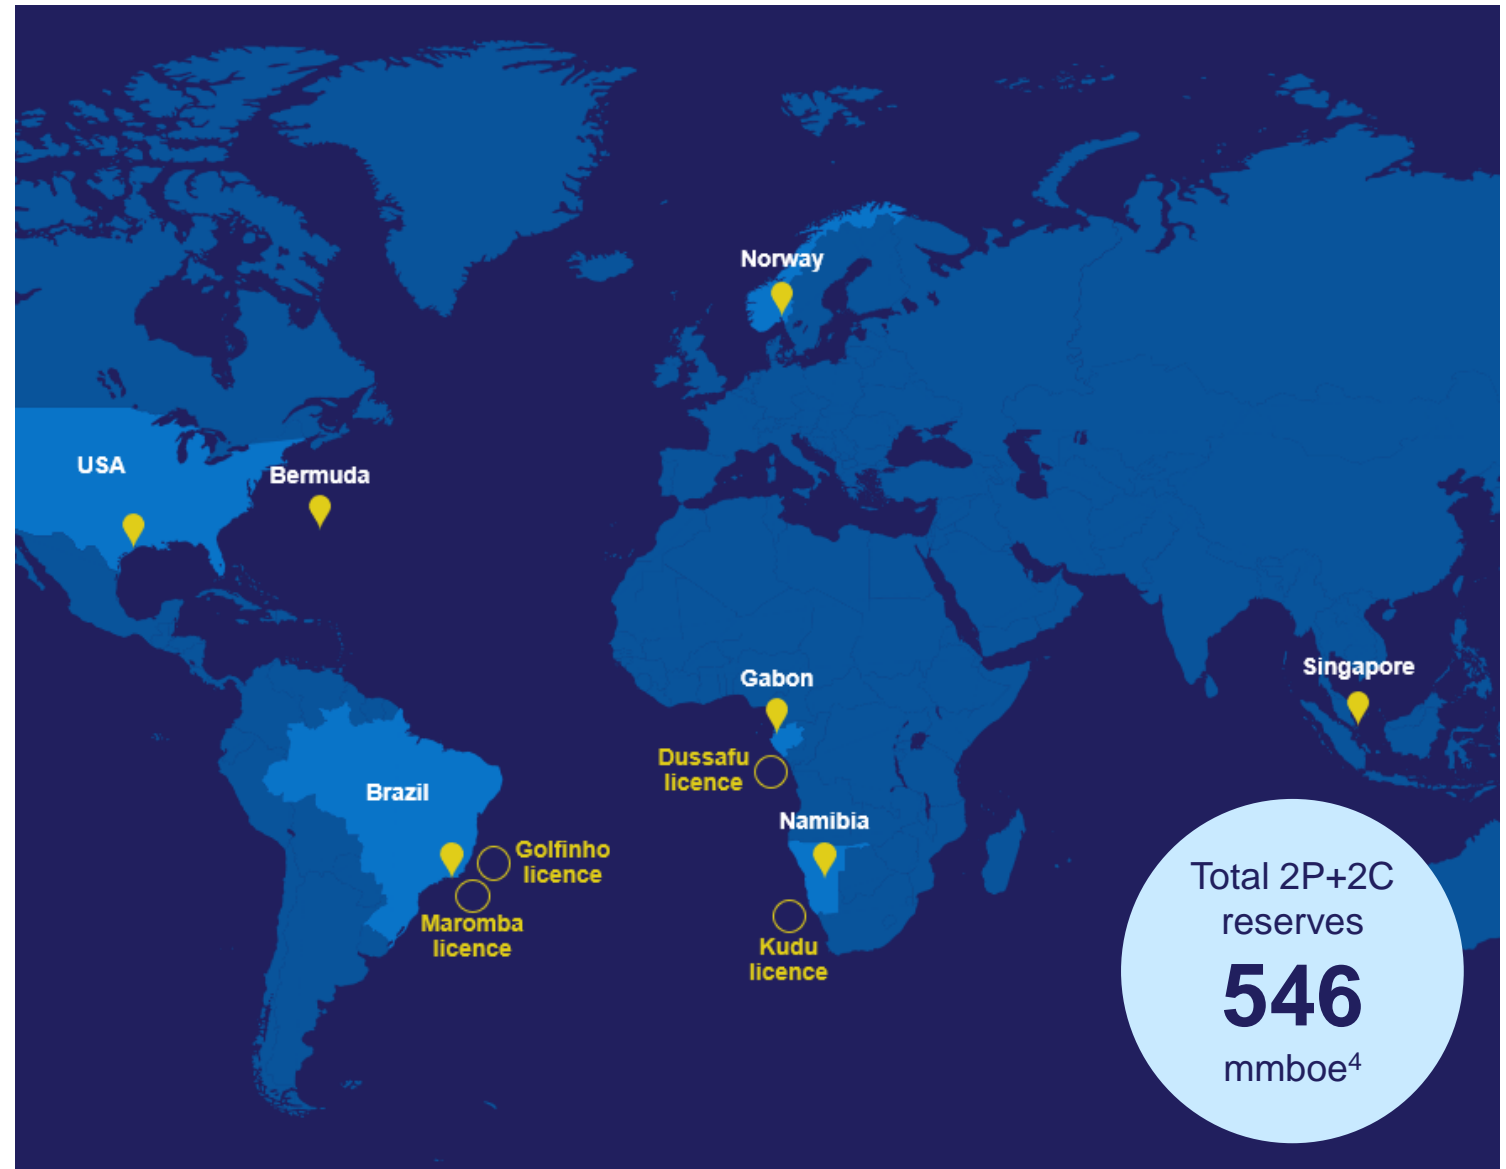 Norway
USA
Bermuda
Gabon
Singapore
Dussafu
licence
Brazil
Namibia
Golfinho
licence
Maromba
licence
Kudu
licence
Total 2P+2C
reserves
546
mmboe⁴